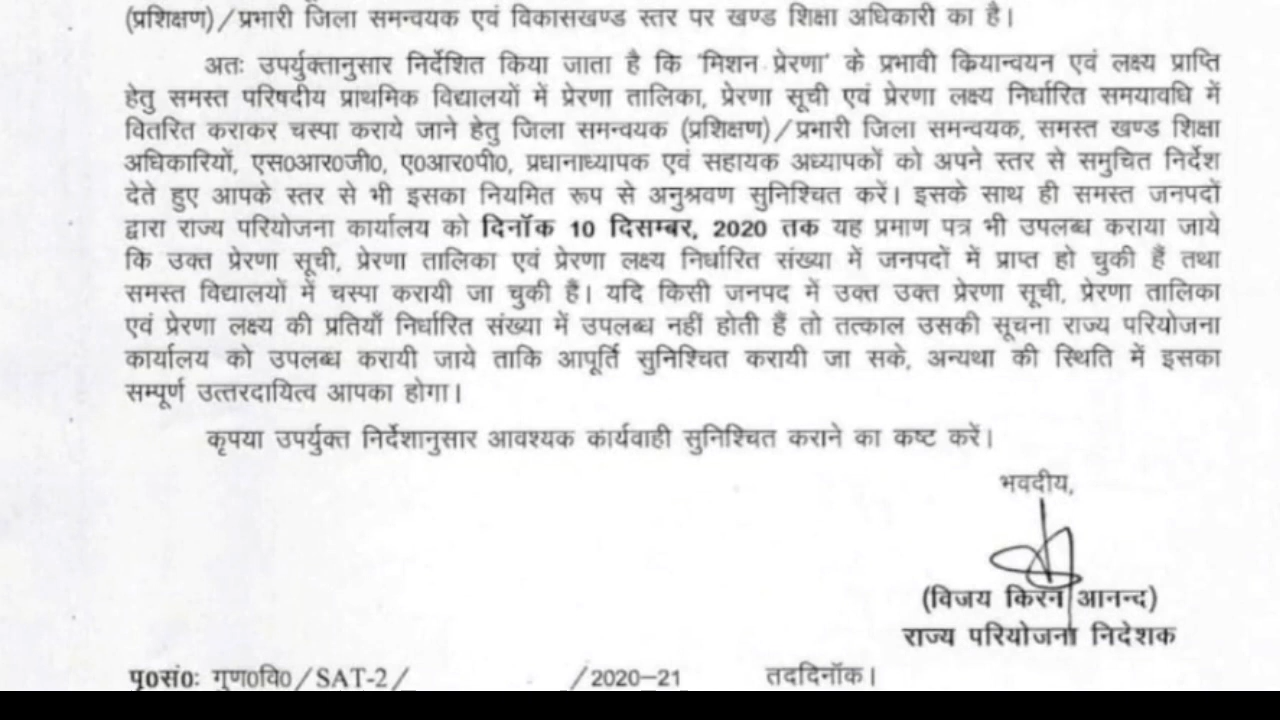 (प्रशिक्षण)/प्रभारी जिला समन्वयक एवं विकासखण्ड स्तर पर खण्ड शिक्षा अधिकारी का है।
अतः उपर्युक्तानुसार निर्देशित किया जाता है कि 'मिशन प्रेरणा' के प्रभावी कियान्वयन एवं लक्ष्य प्राप्ति
हेतु समस्त परिषदीय प्राथमिक विद्यालयों में प्रेरणा तालिका, प्रेरणा सूची एवं प्रेरणा लक्ष्य निर्धारित समयावधि में
वितरित कराकर चस्पा कराये जाने हेतु जिला समन्वयक (प्रशिक्षण)/प्रभारी जिला समन्वयक, समस्त खण्ड शिक्षा
अधिकारियों, एस0आर0जी0, ए0आर0पी0, प्रधानाध्यापक एवं सहायक अध्यापकों को अपने स्तर से समुचित निर्देश
देते हुए आपके स्तर से भी इसका नियमित रूप से अनुश्रवण सुनिश्चित करें। इसके साथ ही समस्त जनपदों
द्वारा राज्य परियोजना कार्यालय को दिनॉक 10 दिसम्बर, 2020 तक यह प्रमाण पत्र भी उपलब्ध कराया जाये
कि उक्त प्रेरणा सूची, प्रेरणा तालिका एवं प्रेरणा लक्ष्य निर्धारित संख्या में जनपदों में प्राप्त हो चुकी हैं तथा
समस्त विद्यालयों में चस्पा करायी जा चुकी हैं। यदि किसी जनपद में उक्त उक्त प्रेरणा सूची, प्रेरणा तालिका
एवं प्रेरणा लक्ष्य की प्रतियाँ निर्धारित संख्या में उपलब्ध नहीं होती हैं तो तत्काल उसकी सूचना राज्य परियोजना
कार्यालय को उपलब्ध करायी जाये ताकि आपूर्ति सुनिश्चित करायी जा सके, अन्यथा की स्थिति में इसका
सम्पूर्ण उत्तरदायित्व आपका होगा।
कृपया उपर्युक्त निर्देशानुसार आवश्यक कार्यवाही सुनिश्चित कराने का कष्ट करें।
भवदीय,
(विजय किरन आनन्द)
राज्य परियोजना निदेशक
पृ0सं0: गुण0वि0/SAT-2/ /2020-21 तददिनॉक।